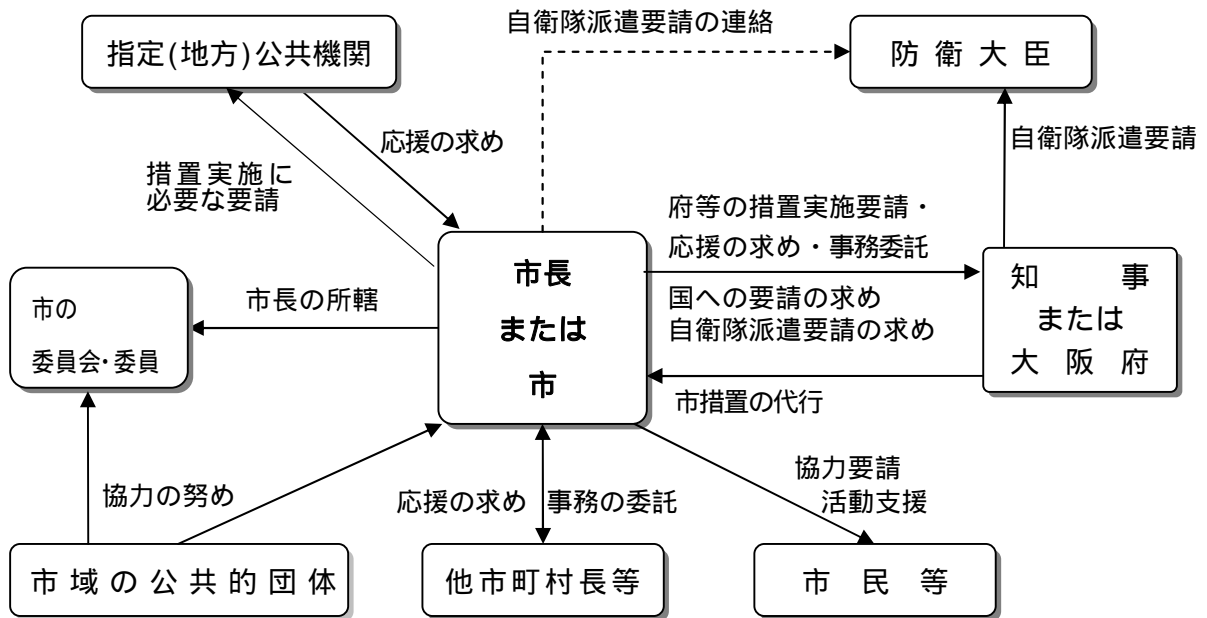 自衛隊派遣要請の連絡
指定(地方)公共機関
防衛大臣
応援の求め
自衛隊派遣要請
措置実施に
必要な要請
府等の措置実施要請・
応援の求め・事務委託
市長
または
市
知事
または
大阪府
市の
委員会・委員
市長の所轄
国への要請の求め
自衛隊派遣要請の求め
市措置の代行
協力の努め
応援の求め
事務の委託
協力要請
活動支援
市域の公共的団体
他市町村長等
市民等